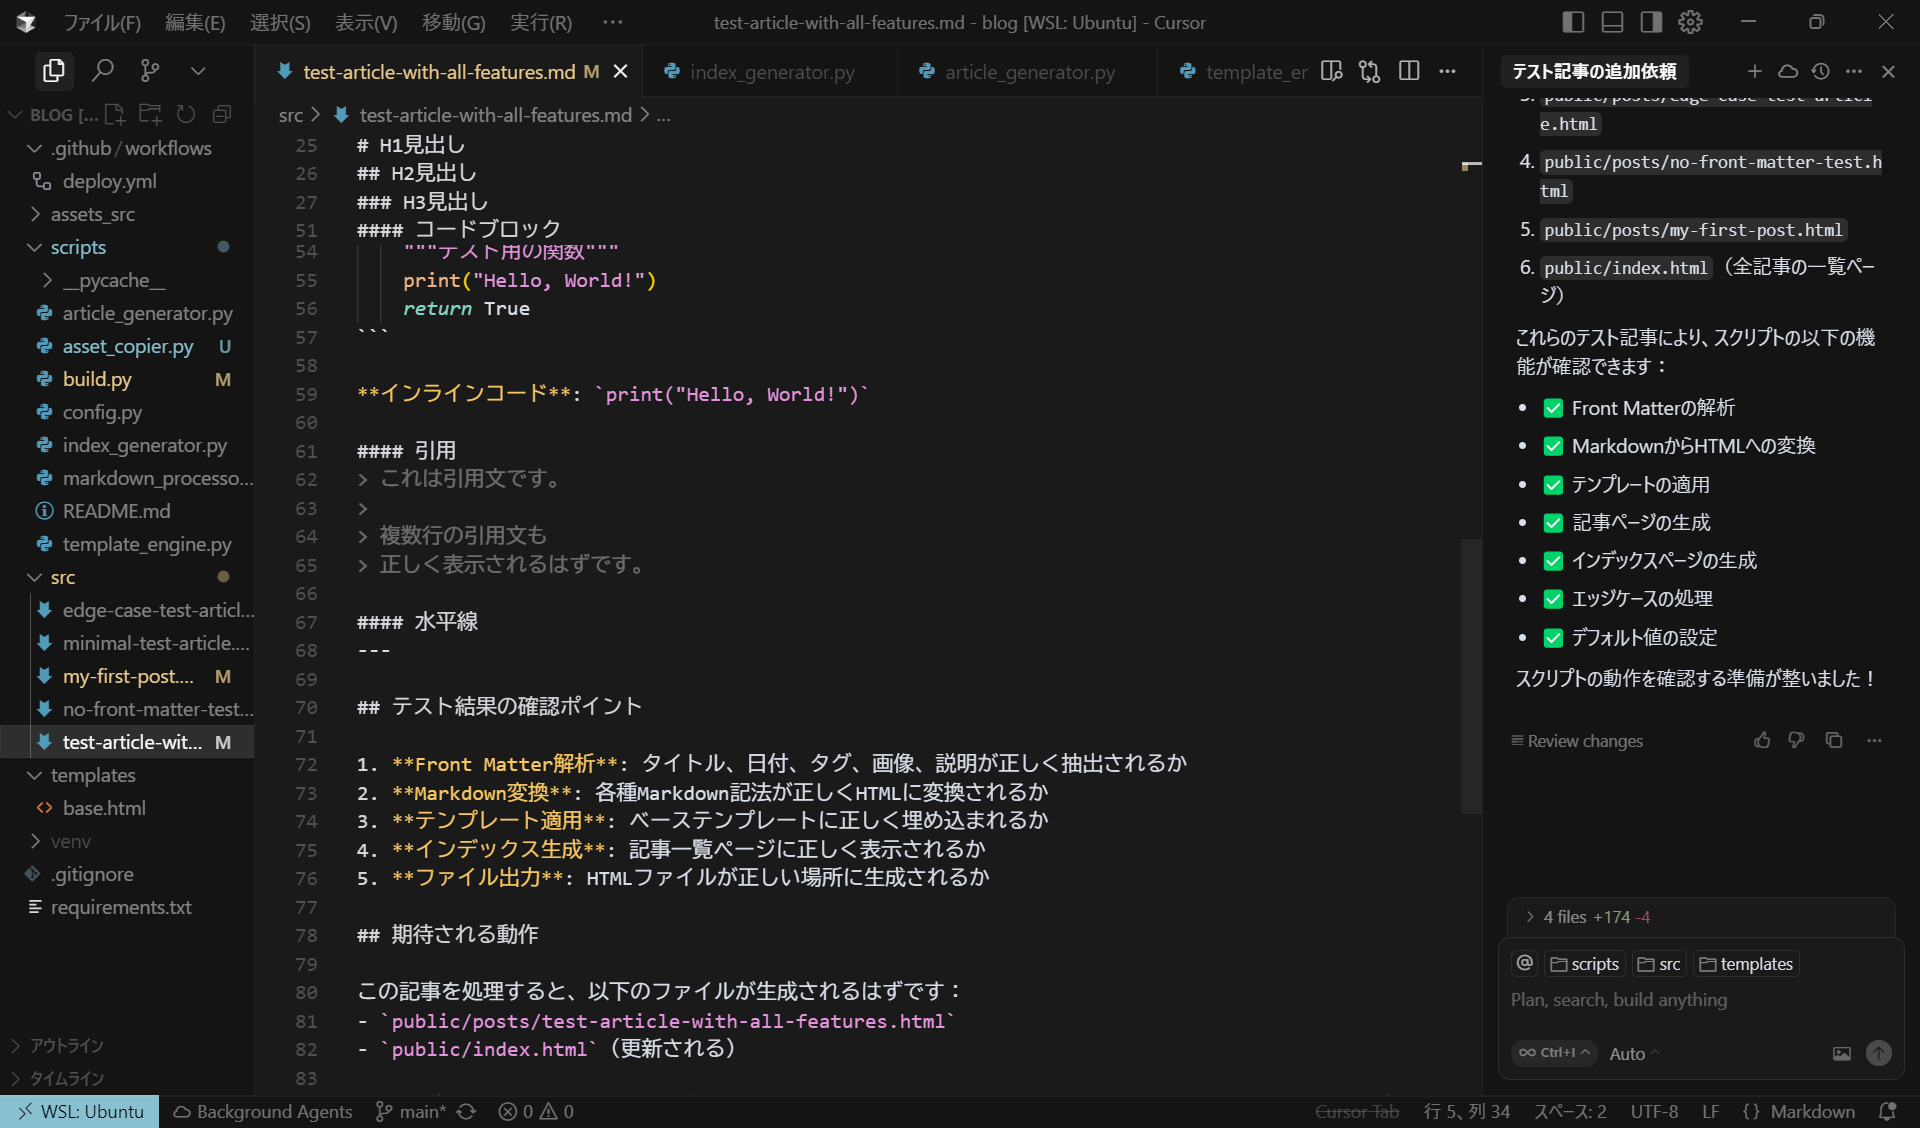 ファイル(F) 編集(E) 選択(S) 表示(V) 移動(G) 実行(R) ···
test-article-with-all-features.md - blog [WSL: Ubuntu] - Cursor
BLOG [...
.github / workflows
deploy.yml
assets_src
scripts
__pycache__
article_generator.py
asset_copier.py U
build.py M
config.py
index_generator.py
markdown_processo...
README.md
template_engine.py
src
edge-case-test-articl...
minimal-test-article....
my-first-post.... M
no-front-matter-test...
test-article-wit... M
templates
base.html
venv
.gitignore
requirements.txt
アウトライン
タイムライン
test-article-with-all-features.md M
index_generator.py
article_generator.py
template_er
src > test-article-with-all-features.md > ...
25 # H1見出し
26 ## H2見出し
27 ### H3見出し
51 #### コードブロック
54 """テスト用の関数"""
55 print("Hello, World!")
56 return True
57 ```
58
59 **インラインコード**: `print("Hello, World!")`
60
61 #### 引用
62 > これは引用文です。
63 >
64 > 複数行の引用文も
65 > 正しく表示されるはずです。
66
67 #### 水平線
68 ---
69
70 ## テスト結果の確認ポイント
71
72 1. **Front Matter解析**: タイトル、日付、タグ、画像、説明が正しく抽出されるか
73 2. **Markdown変換**: 各種Markdown記法が正しくHTMLに変換されるか
74 3. **テンプレート適用**: ベーステンプレートに正しく埋め込まれるか
75 4. **インデックス生成**: 記事一覧ページに正しく表示されるか
76 5. **ファイル出力**: HTMLファイルが正しい場所に生成されるか
77
78 ## 期待される動作
79
80 この記事を処理すると、以下のファイルが生成されるはずです：
81 - `public/posts/test-article-with-all-features.html`
82 - `public/index.html`（更新される）
83
テスト記事の追加依頼
3. public/posts/edge-case-test-articl
e.html
4. public/posts/no-front-matter-test.h
tml
5. public/posts/my-first-post.html
6. public/index.html（全記事の一覧ペー
ジ）
これらのテスト記事により、スクリプトの以下の機
能が確認できます：
• ✅ Front Matterの解析
• ✅ MarkdownからHTMLへの変換
• ✅ テンプレートの適用
• ✅ 記事ページの生成
• ✅ インデックスページの生成
• ✅ エッジケースの処理
• ✅ デフォルト値の設定
スクリプトの動作を確認する準備が整いました！
Review changes
4 files +174 -4
@ scripts src templates
Plan, search, build anything
∞ Ctrl+I Auto
WSL: Ubuntu Background Agents main* 0 0
Cursor Tab 行 5、列 34 スペース: 2 UTF-8 LF {} Markdown